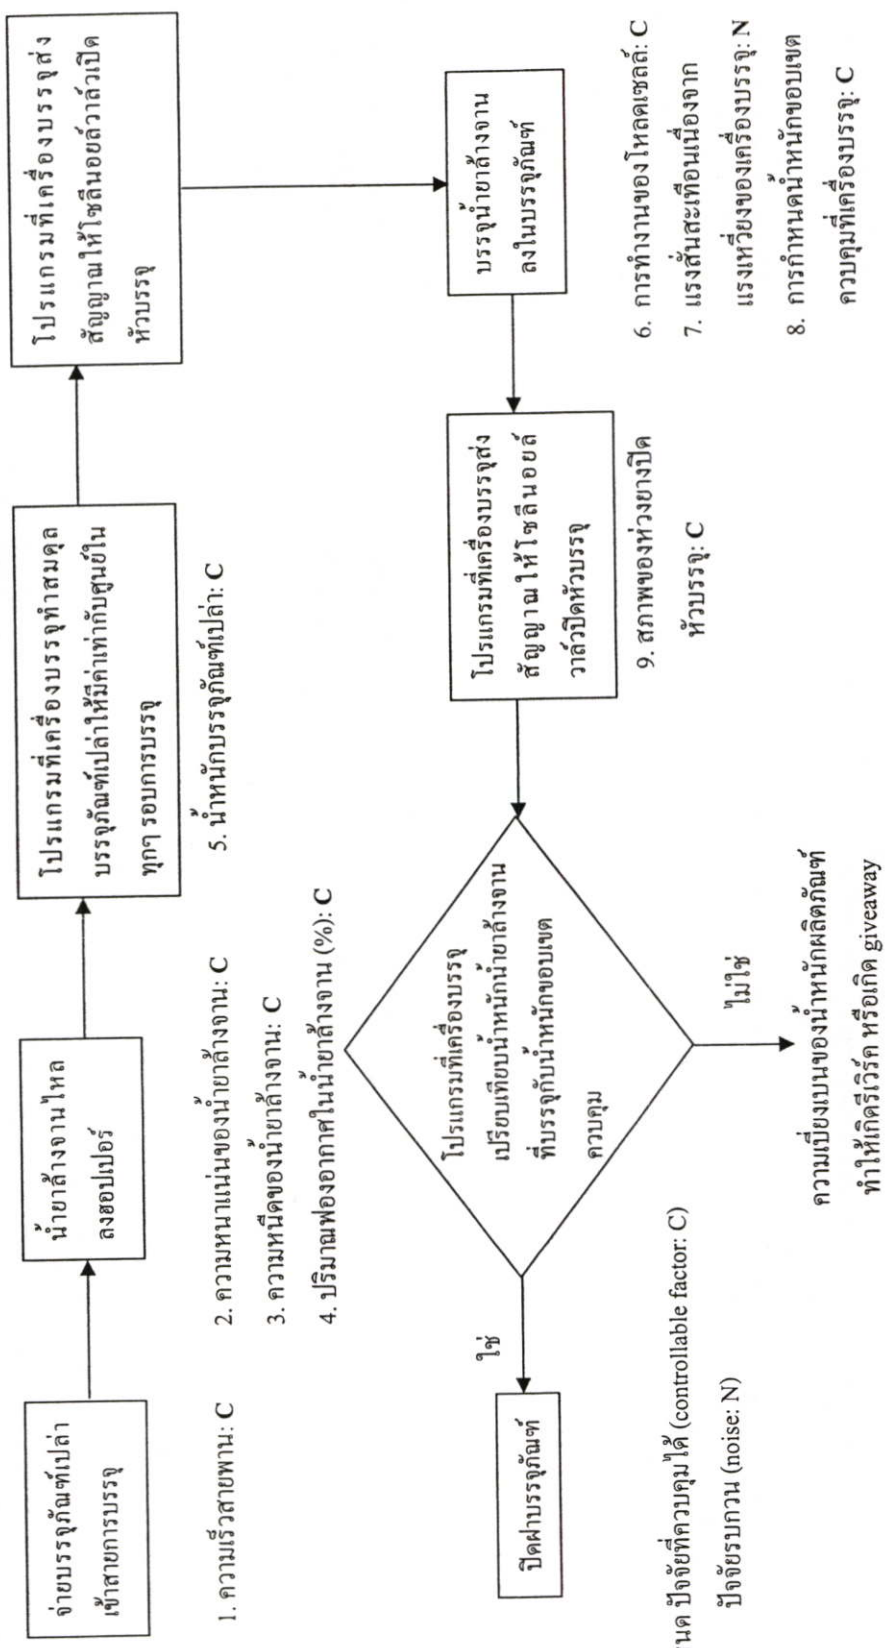 จ่ายบรรจุภัณฑ์เปล่า
เข้าสายการบรรจุ
1. ความเร็วสายพาน: C
น้ำยาล้างจานไหล
ลงฮอปเปอร์
2. ความหนาแน่นของน้ำยาล้างจาน: C
3. ความหนืดของน้ำยาล้างจาน: C
4. ปริมาณฟองอากาศในน้ำยาล้างจาน (%): C
โปรแกรมที่เครื่องบรรจุทำสมดุล
บรรจุภัณฑ์เปล่าให้มีค่าเท่ากับศูนย์ใน
ทุกๆ รอบการบรรจุ
5. น้ำหนักบรรจุภัณฑ์เปล่า: C
โปรแกรมที่เครื่องบรรจุส่ง
สัญญาณให้โซลินอยล์วาล์วเปิด
หัวบรรจุ
บรรจุน้ำยาล้างจาน
ลงในบรรจุภัณฑ์
6. การทำงานของโหลดเซลล์: C
7. แรงสั่นสะเทือนเนื่องจาก
แรงเหวี่ยงของเครื่องบรรจุ: N
8. การกำหนดน้ำหนักขอบเขต
ควบคุมที่เครื่องบรรจุ: C
โปรแกรมที่เครื่องบรรจุส่ง
สัญญาณให้โซลินอยล์
วาล์วปิดหัวบรรจุ
9. สภาพของห่วงยางปิด
หัวบรรจุ: C
โปรแกรมที่เครื่องบรรจุ
เปรียบเทียบน้ำหนักน้ำยาล้างจาน
ที่บรรจุกับน้ำหนักขอบเขต
ควบคุม
ใช่
ปิดฝาบรรจุภัณฑ์
ไม่ใช่
ความเบี่ยงเบนของน้ำหนักผลิตภัณฑ์
ทำให้เกิดรีเวิร์ค หรือเกิด giveaway
ปัจจัยที่ควบคุมได้ (controllable factor: C)
ปัจจัยรบกวน (noise: N)